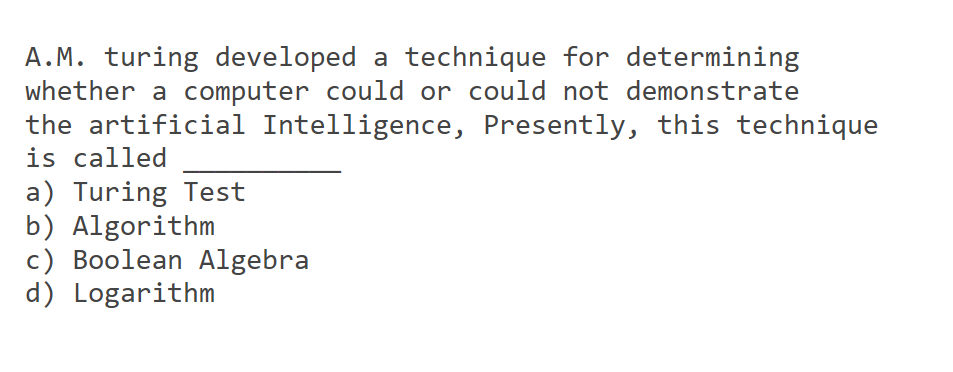 A.M. turing developed a technique for determining
whether a computer could or could not demonstrate
the artificial Intelligence, Presently, this technique
is called __________
a) Turing Test
b) Algorithm
c) Boolean Algebra
d) Logarithm